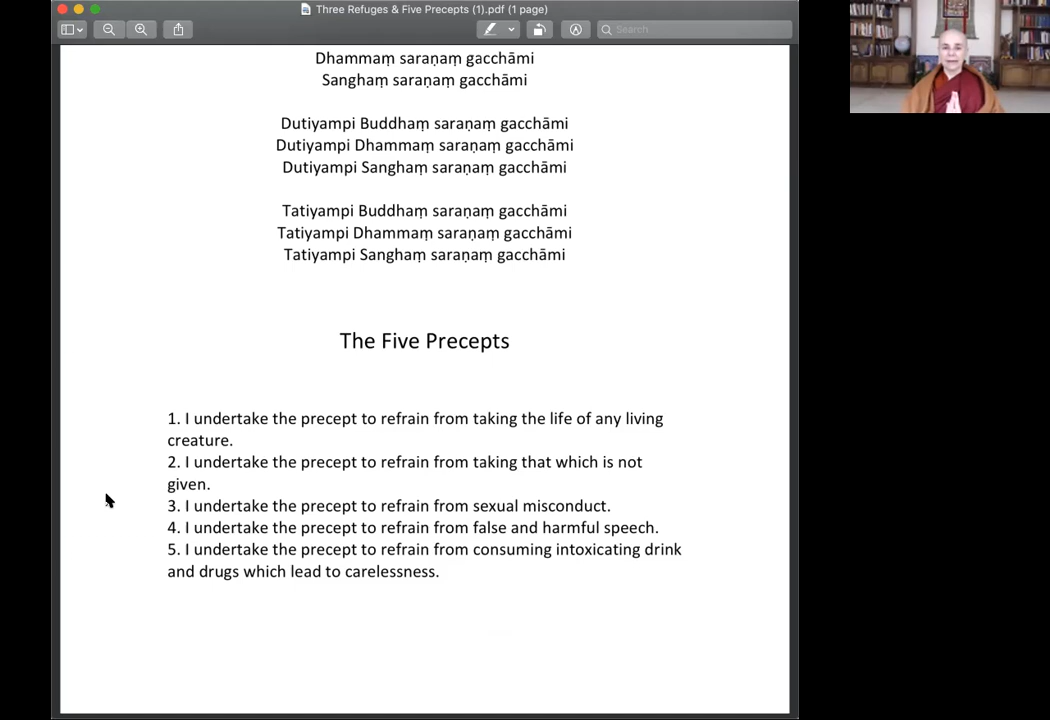 Three Refuges & Five Precepts (1).pdf (1 page)
Search
Dhammaṃ saraṇaṃ gacchāmi
Sanghaṃ saraṇaṃ gacchāmi
Dutiyampi Buddhaṃ saraṇaṃ gacchāmi
Dutiyampi Dhammaṃ saraṇaṃ gacchāmi
Dutiyampi Sanghaṃ saraṇaṃ gacchāmi
Tatiyampi Buddhaṃ saraṇaṃ gacchāmi
Tatiyampi Dhammaṃ saraṇaṃ gacchāmi
Tatiyampi Sanghaṃ saraṇaṃ gacchāmi
The Five Precepts
1. I undertake the precept to refrain from taking the life of any living
creature.
2. I undertake the precept to refrain from taking that which is not
given.
3. I undertake the precept to refrain from sexual misconduct.
4. I undertake the precept to refrain from false and harmful speech.
5. I undertake the precept to refrain from consuming intoxicating drink
and drugs which lead to carelessness.